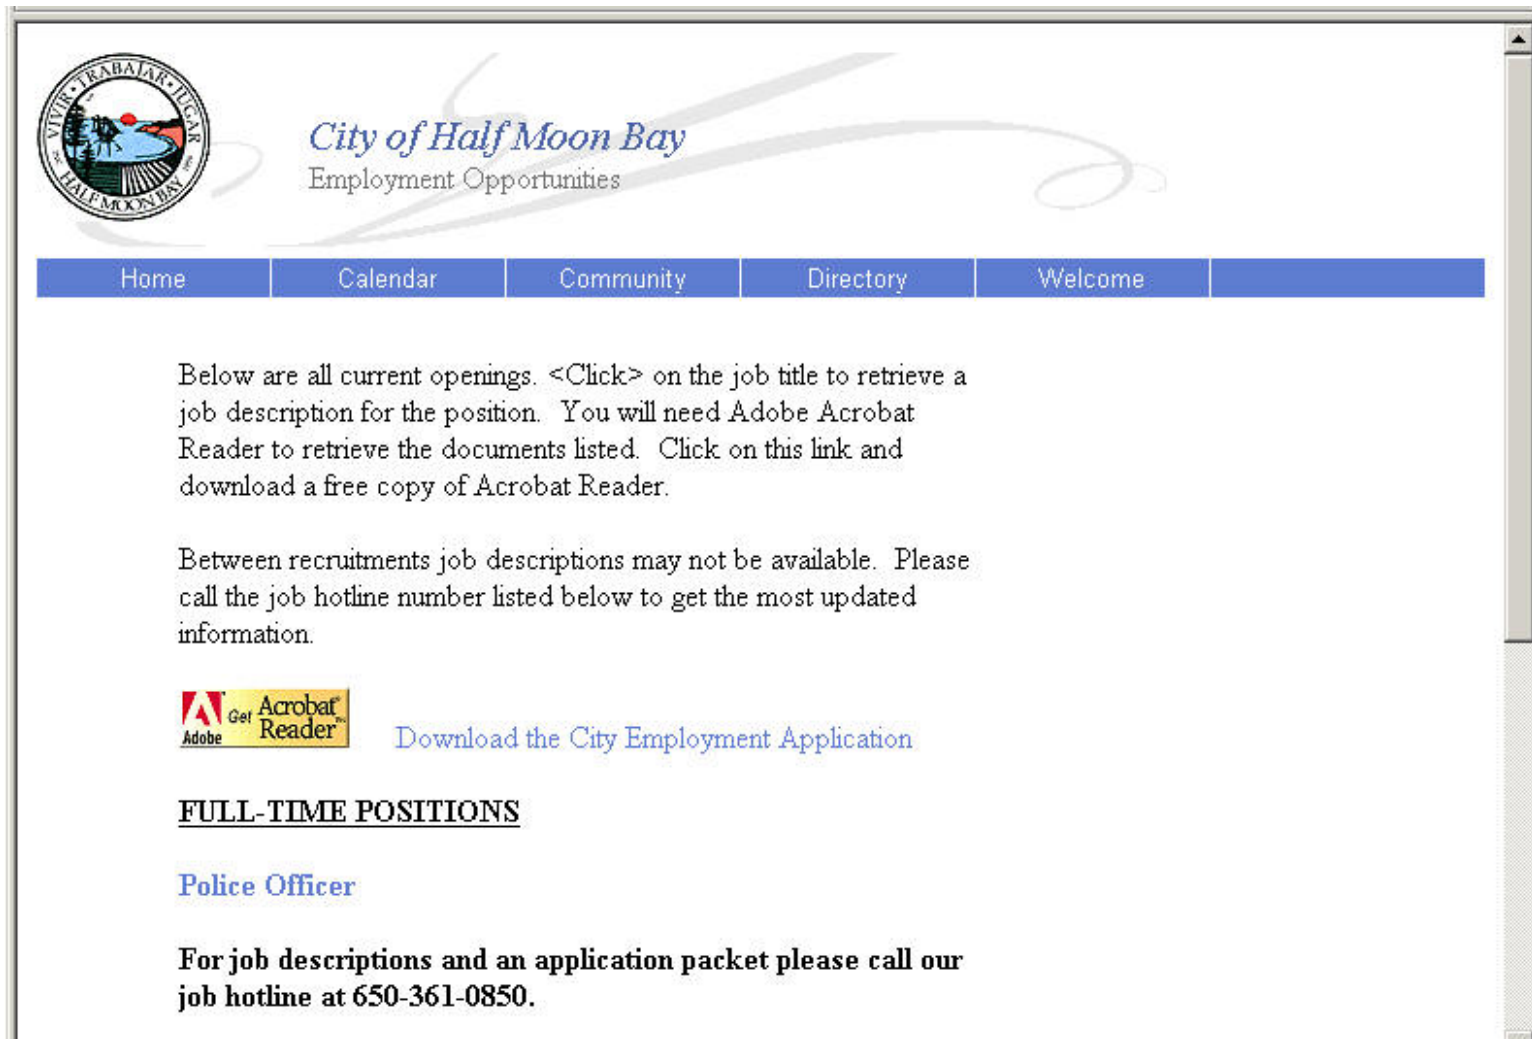 VIVIR · TRABAJAR · JUGAR
HALF MOON BAY
City of Half Moon Bay
Employment Opportunities
Home Calendar Community Directory Welcome
Below are all current openings. <Click> on the job title to retrieve a
job description for the position. You will need Adobe Acrobat
Reader to retrieve the documents listed. Click on this link and
download a free copy of Acrobat Reader.
Between recruitments job descriptions may not be available. Please
call the job hotline number listed below to get the most updated
information.
Adobe
Get Acrobat
Reader
Download the City Employment Application
FULL-TIME POSITIONS
Police Officer
For job descriptions and an application packet please call our
job hotline at 650-361-0850.